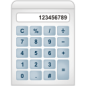 123456789
C % / ÷
7 8 9 -
4 5 6 +
1 2 3
0 . =